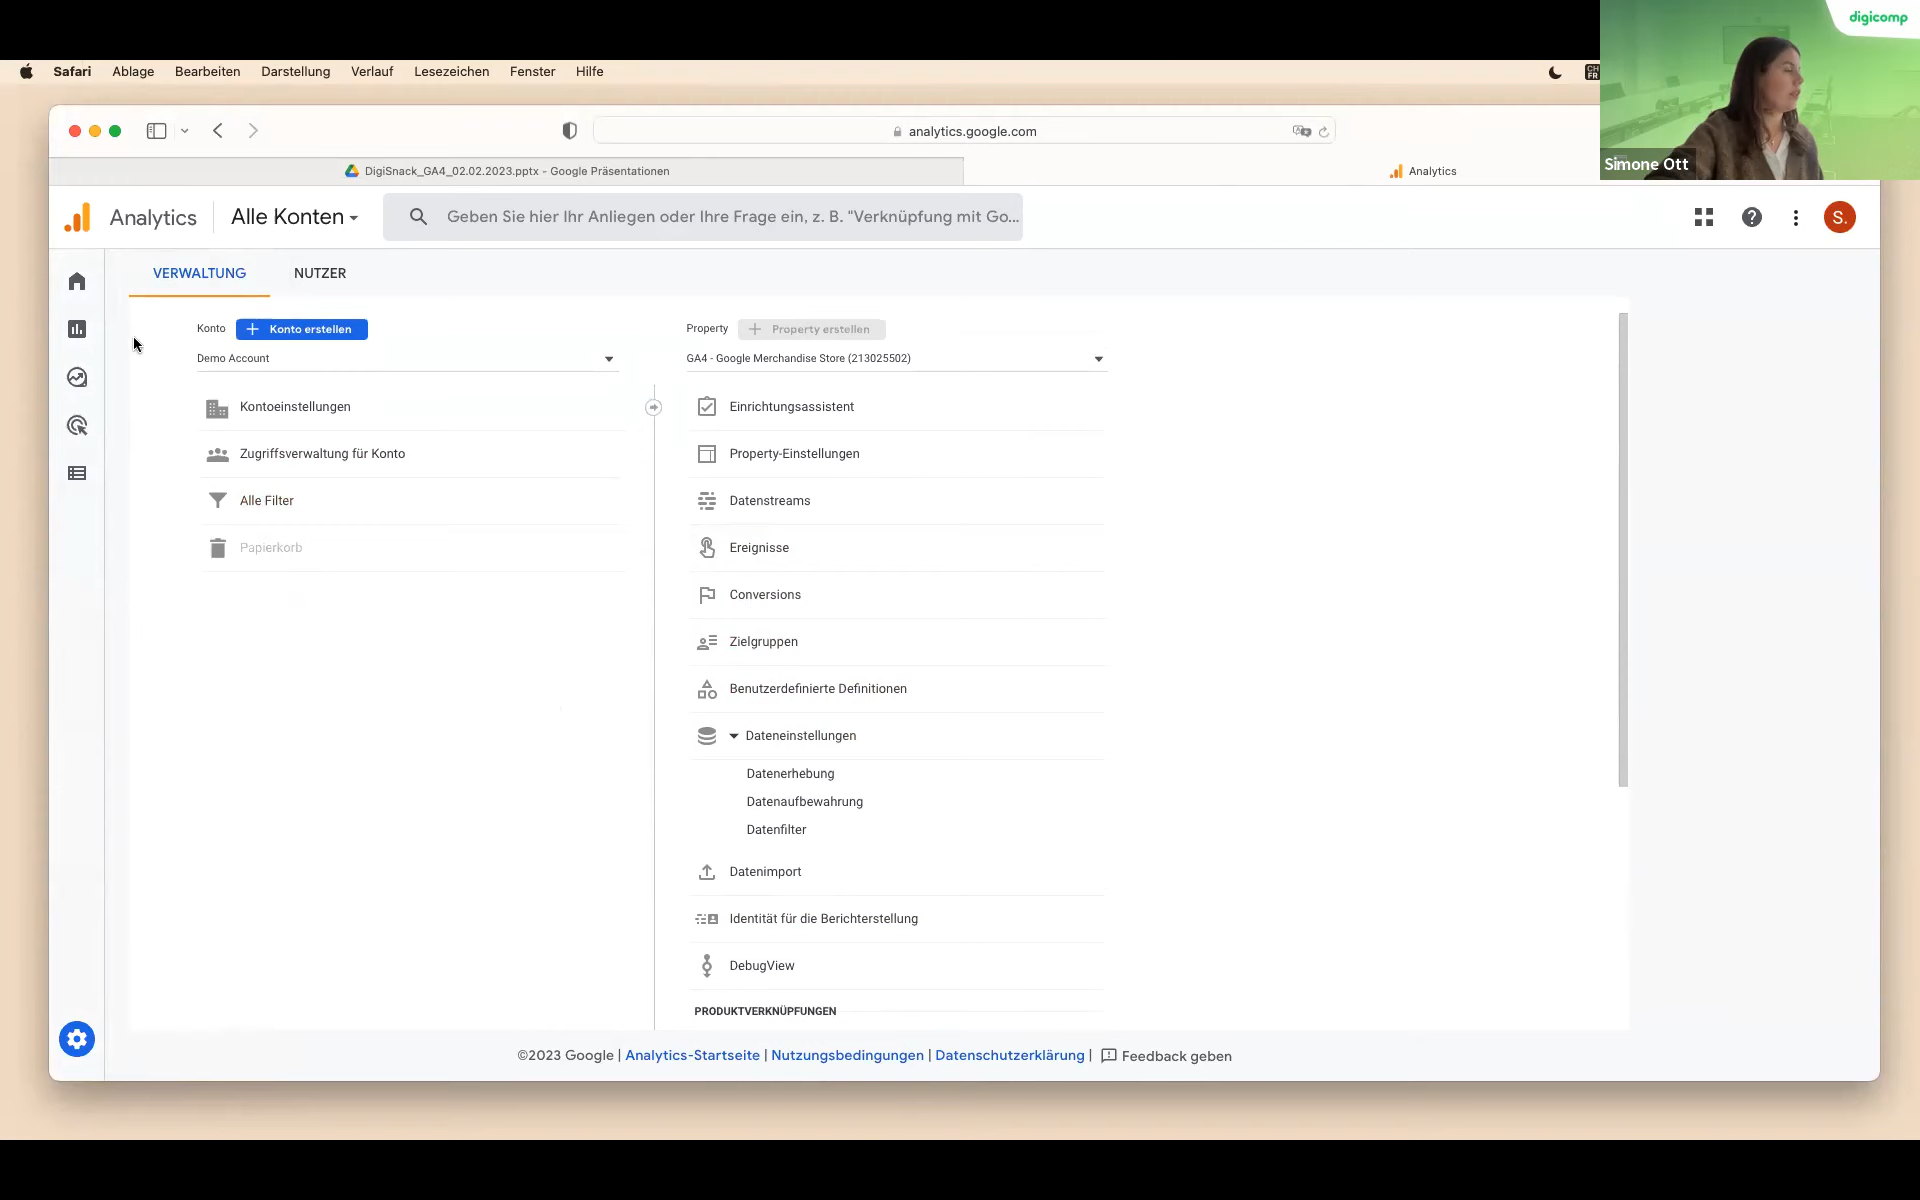 digicomp
Safari Ablage Bearbeiten Darstellung Verlauf Lesezeichen Fenster Hilfe
CH
FR
analytics.google.com
Simone Ott
DigiSnack_GA4_02.02.2023.pptx - Google Präsentationen
Analytics
Analytics
Alle Konten
Geben Sie hier Ihr Anliegen oder Ihre Frage ein, z. B. "Verknüpfung mit Go...
S.
VERWALTUNG
NUTZER
Konto
Konto erstellen
Demo Account
Kontoeinstellungen
Zugriffsverwaltung für Konto
Alle Filter
Papierkorb
Property
Property erstellen
GA4 - Google Merchandise Store (213025502)
Einrichtungsassistent
Property-Einstellungen
Datenstreams
Ereignisse
Conversions
Zielgruppen
Benutzerdefinierte Definitionen
Dateneinstellungen
Datenerhebung
Datenaufbewahrung
Datenfilter
Datenimport
Identität für die Berichterstellung
DebugView
PRODUKTVERKNÜPFUNGEN
©2023 Google | Analytics-Startseite | Nutzungsbedingungen | Datenschutzerklärung | Feedback geben